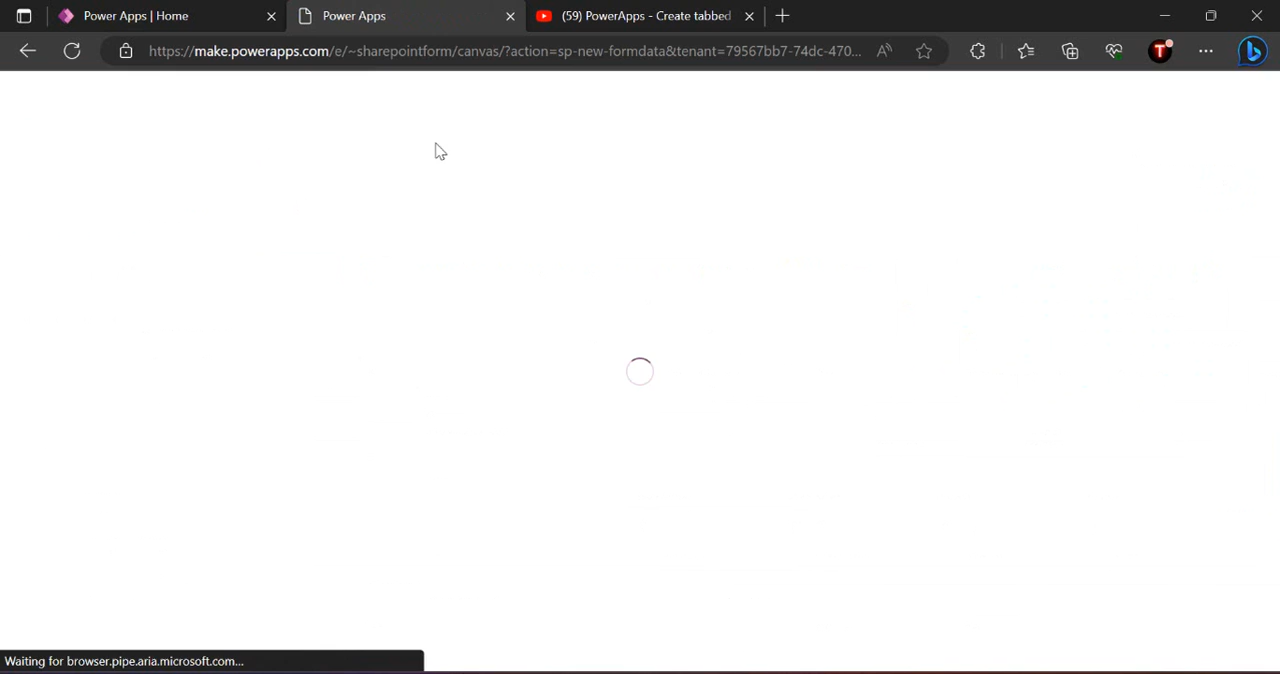 Power Apps | Home
Power Apps
(59) PowerApps - Create tabbed
https://make.powerapps.com/e/~sharepointform/canvas/?action=sp-new-formdata&tenant=79567bb7-74dc-470...
A
T
b
Waiting for browser.pipe.aria.microsoft.com...